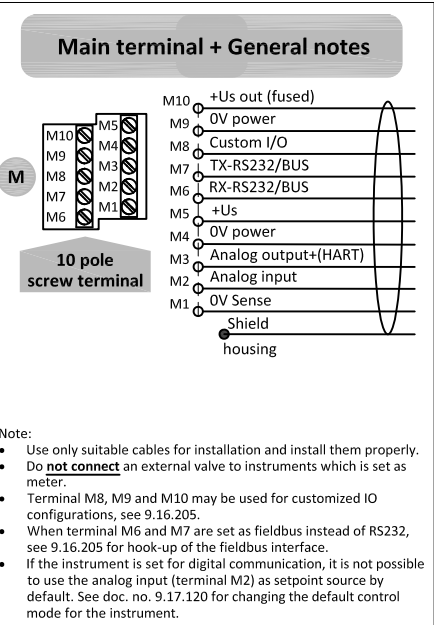 Main terminal + General notes
M10 +Us out (fused)
M9 0V power
M8 Custom I/O
M7 TX-RS232/BUS
M6 RX-RS232/BUS
M5 +Us
M4 0V power
M3 Analog output+(HART)
M2 Analog input
M1 0V Sense
Shield
housing
M
M10
M9
M8
M7
M6
M5
M4
M3
M2
M1
10 pole
screw terminal
Note:
• Use only suitable cables for installation and install them properly.
• Do not connect an external valve to instruments which is set as
meter.
• Terminal M8, M9 and M10 may be used for customized IO
configurations, see 9.16.205.
• When terminal M6 and M7 are set as fieldbus instead of RS232,
see 9.16.205 for hook-up of the fieldbus interface.
• If the instrument is set for digital communication, it is not possible
to use the analog input (terminal M2) as setpoint source by
default. See doc. no. 9.17.120 for changing the default control
mode for the instrument.